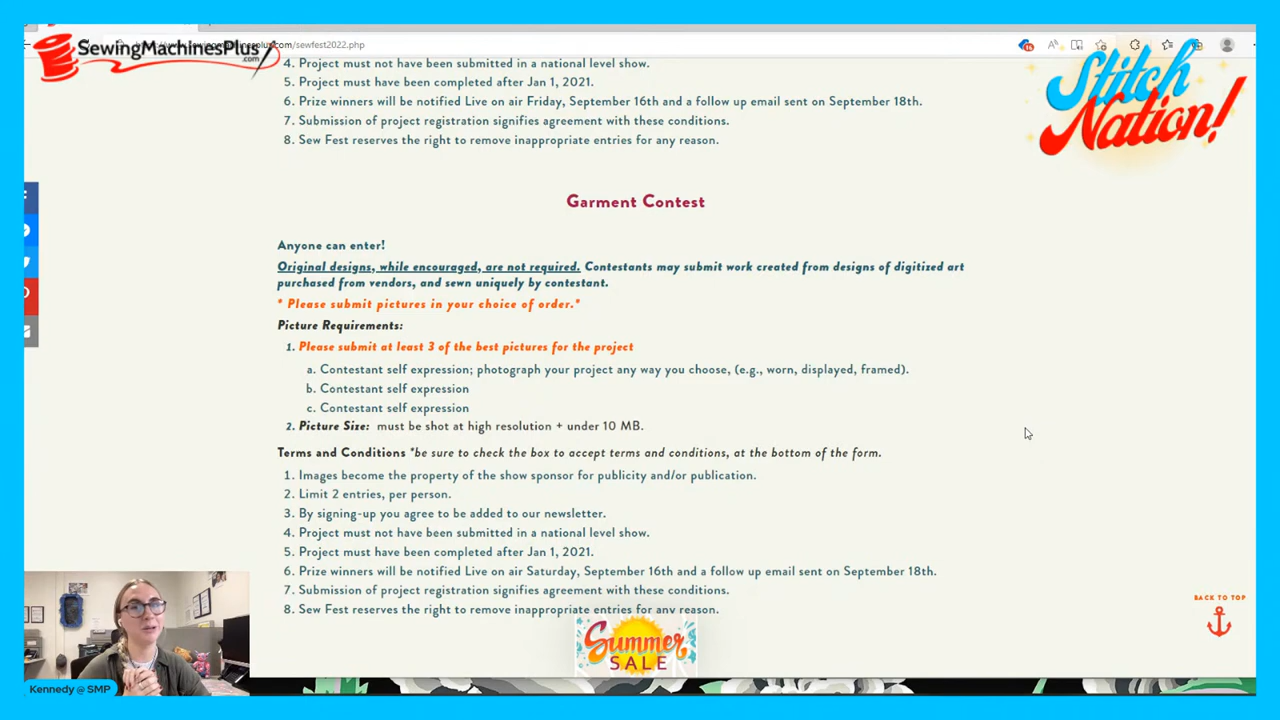 SewingMachinesPlus
.com
sewingmachinesplus.com/sewfest2022.php
Stitch
Nation!
4. Project must not have been submitted in a national level show.
5. Project must have been completed after Jan 1, 2021.
6. Prize winners will be notified Live on air Friday, September 16th and a follow up email sent on September 18th.
7. Submission of project registration signifies agreement with these conditions.
8. Sew Fest reserves the right to remove inappropriate entries for any reason.
Garment Contest
Anyone can enter!
Original designs, while encouraged, are not required. Contestants may submit work created from designs of digitized art
purchased from vendors, and sewn uniquely by contestant.
* Please submit pictures in your choice of order.*
Picture Requirements:
1. Please submit at least 3 of the best pictures for the project
a. Contestant self expression; photograph your project any way you choose, (e.g., worn, displayed, framed).
b. Contestant self expression
c. Contestant self expression
2. Picture Size: must be shot at high resolution + under 10 MB.
Terms and Conditions *be sure to check the box to accept terms and conditions, at the bottom of the form.
1. Images become the property of the show sponsor for publicity and/or publication.
2. Limit 2 entries, per person.
3. By signing-up you agree to be added to our newsletter.
4. Project must not have been submitted in a national level show.
5. Project must have been completed after Jan 1, 2021.
6. Prize winners will be notified Live on air Saturday, September 16th and a follow up email sent on September 18th.
7. Submission of project registration signifies agreement with these conditions.
8. Sew Fest reserves the right to remove inappropriate entries for any reason.
BACK TO TOP
Summer
SALE
Kennedy @ SMP